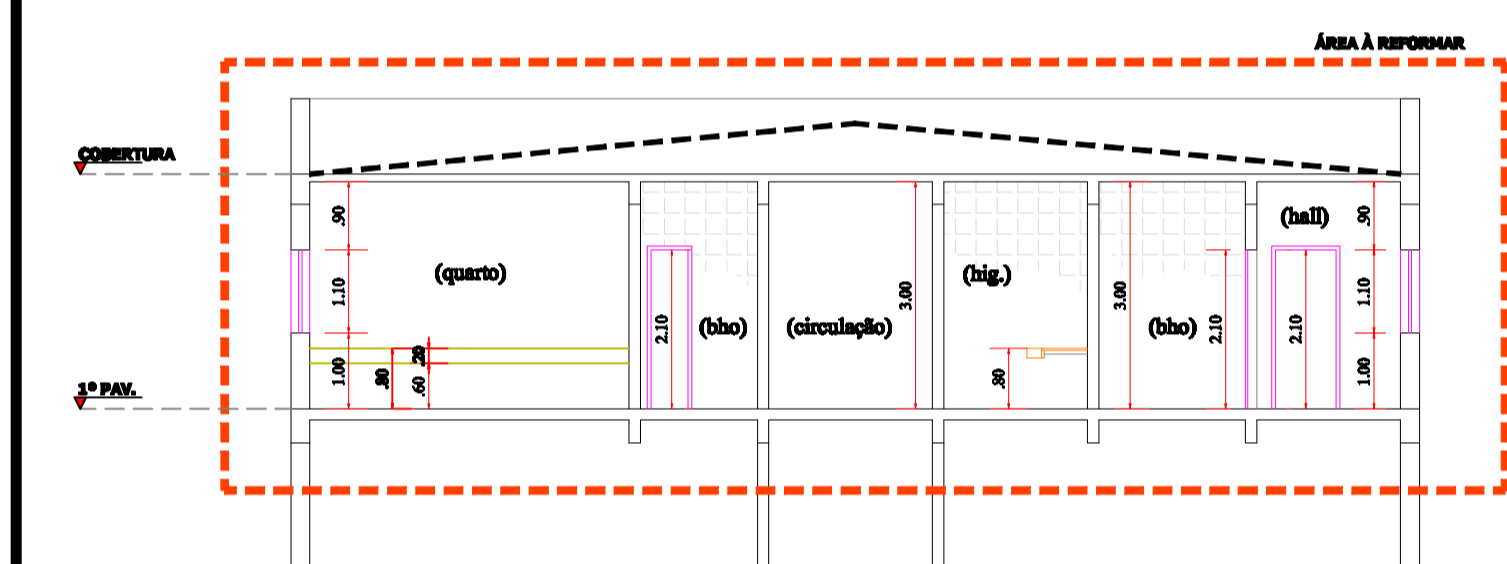 ÁREA À REFORMAR
COBERTURA
1º PAV.
.90
1.10
1.00
(quarto)
.80
.20
.60
2.10
(bho)
(circulação)
3.00
(hig.)
.80
3.00
(bho)
2.10
(hall)
2.10
.90
1.10
1.00